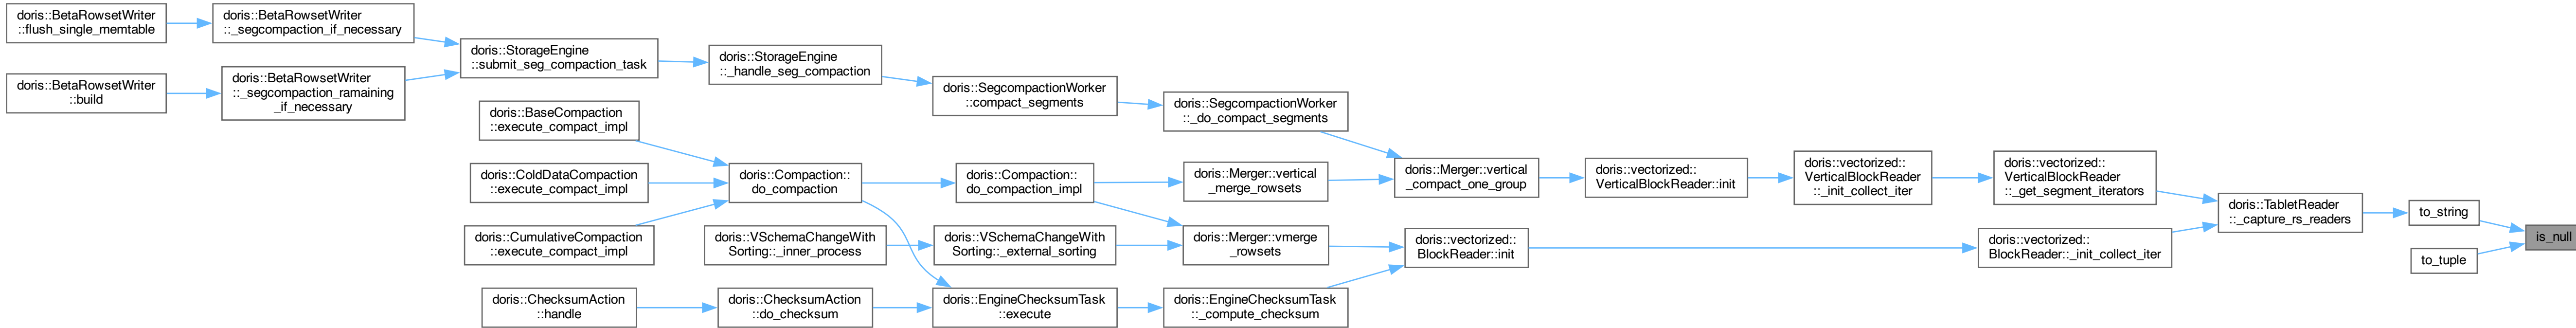 doris::BetaRowsetWriter
::flush_single_memtable
doris::BetaRowsetWriter
::_segcompaction_if_necessary
doris::BetaRowsetWriter
::build
doris::BetaRowsetWriter
::_segcompaction_ramaining
_if_necessary
doris::StorageEngine
::submit_seg_compaction_task
doris::StorageEngine
::_handle_seg_compaction
doris::SegcompactionWorker
::compact_segments
doris::SegcompactionWorker
::_do_compact_segments
doris::BaseCompaction
::execute_compact_impl
doris::ColdDataCompaction
::execute_compact_impl
doris::CumulativeCompaction
::execute_compact_impl
doris::Compaction::
do_compaction
doris::Compaction::
do_compaction_impl
doris::Merger::vertical
_merge_rowsets
doris::Merger::vertical
_compact_one_group
doris::vectorized::
VerticalBlockReader::init
doris::vectorized::
VerticalBlockReader
::_init_collect_iter
doris::vectorized::
VerticalBlockReader
::_get_segment_iterators
doris::VSchemaChangeWith
Sorting::_inner_process
doris::VSchemaChangeWith
Sorting::_external_sorting
doris::Merger::vmerge
_rowsets
doris::vectorized::
BlockReader::init
doris::vectorized::
BlockReader::_init_collect_iter
doris::TabletReader
::_capture_rs_readers
to_string
to_tuple
is_null
doris::ChecksumAction
::handle
doris::ChecksumAction
::do_checksum
doris::EngineChecksumTask
::execute
doris::EngineChecksumTask
::_compute_checksum